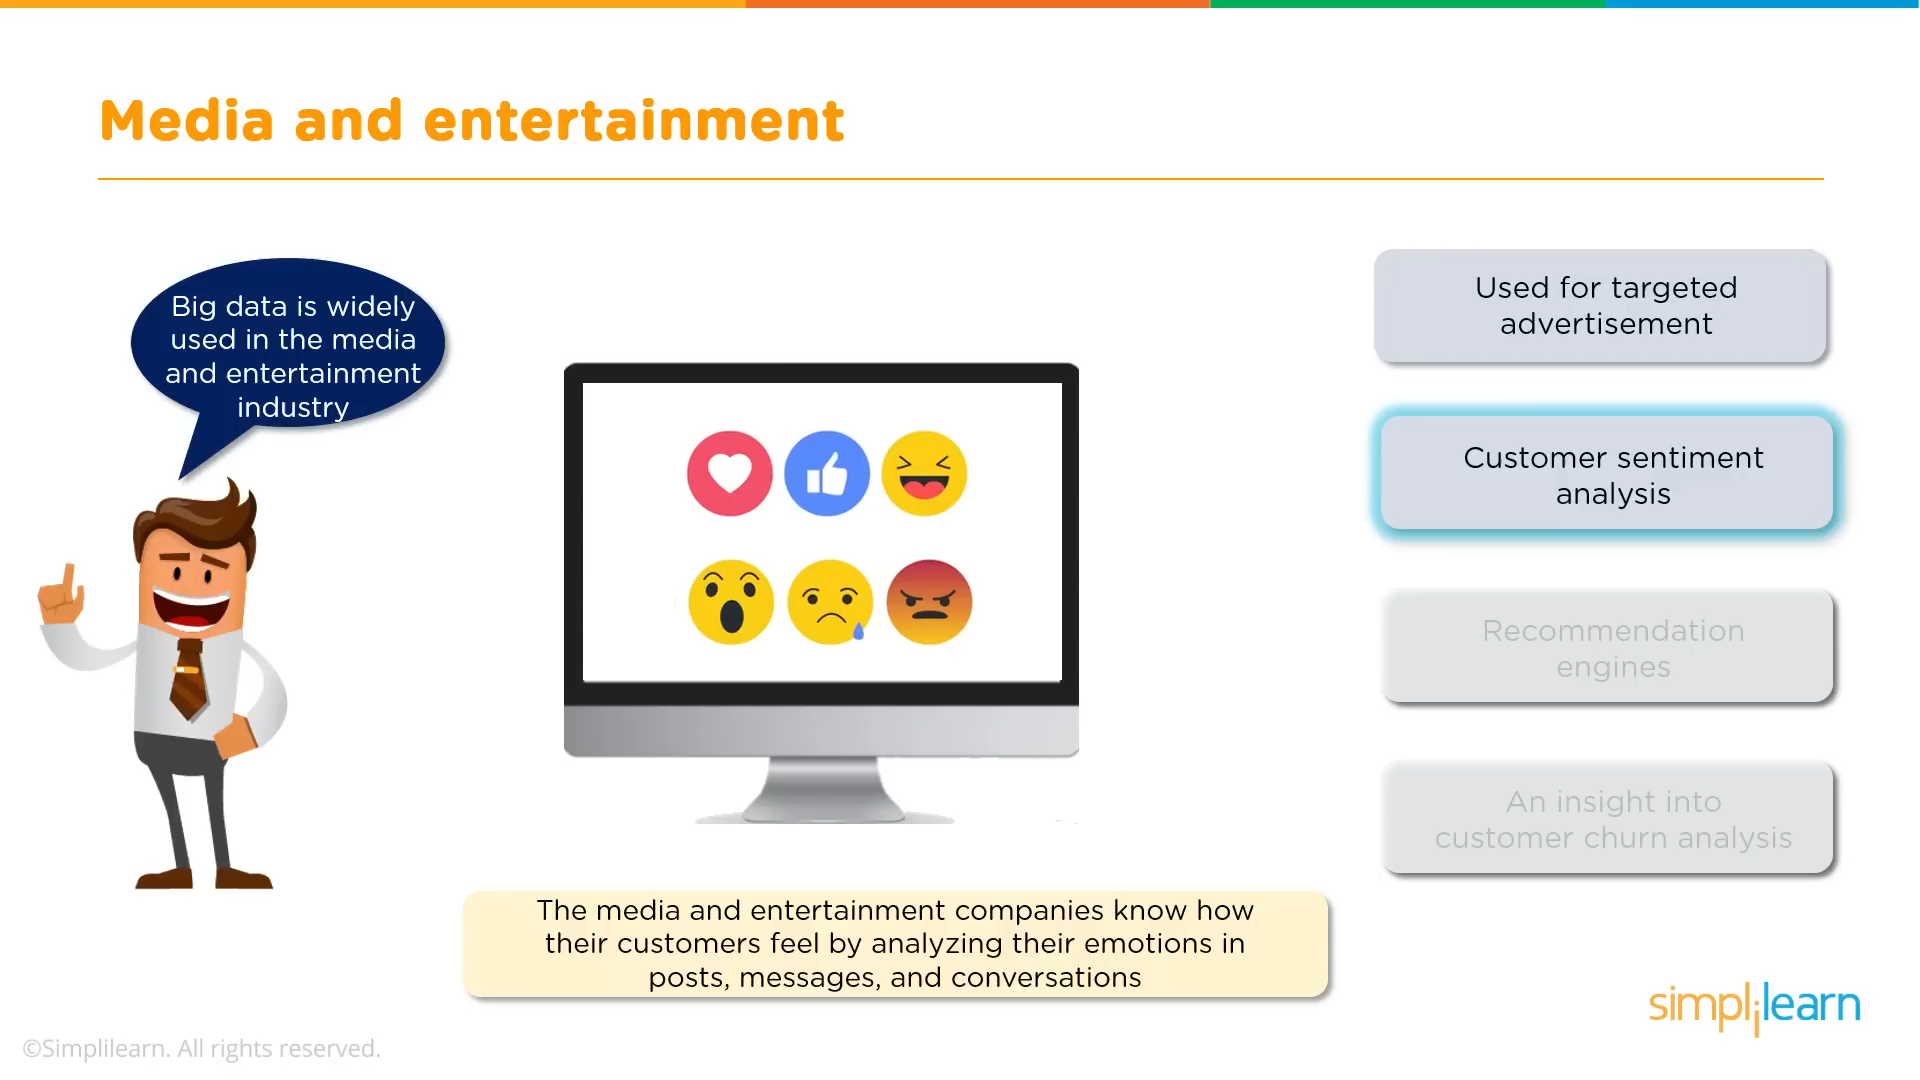 Media and entertainment
Big data is widely
used in the media
and entertainment
industry
Used for targeted
advertisement
Customer sentiment
analysis
Recommendation
engines
An insight into
customer churn analysis
The media and entertainment companies know how
their customers feel by analyzing their emotions in
posts, messages, and conversations
simplilearn
©Simplilearn. All rights reserved.